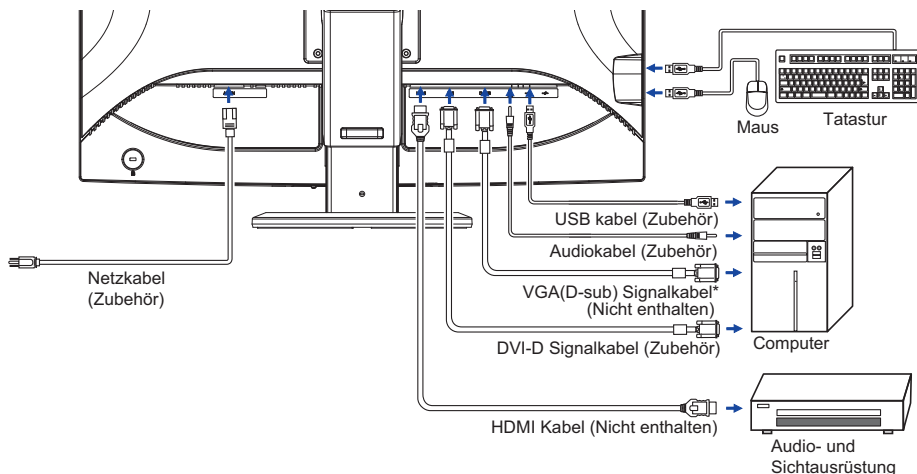 Maus
Tatastur
USB kabel (Zubehör)
Audiokabel (Zubehör)
Netzkabel
(Zubehör)
VGA(D-sub) Signalkabel*
(Nicht enthalten)
DVI-D Signalkabel (Zubehör)
Computer
HDMI Kabel (Nicht enthalten)
Audio- und
Sichtausrüstung